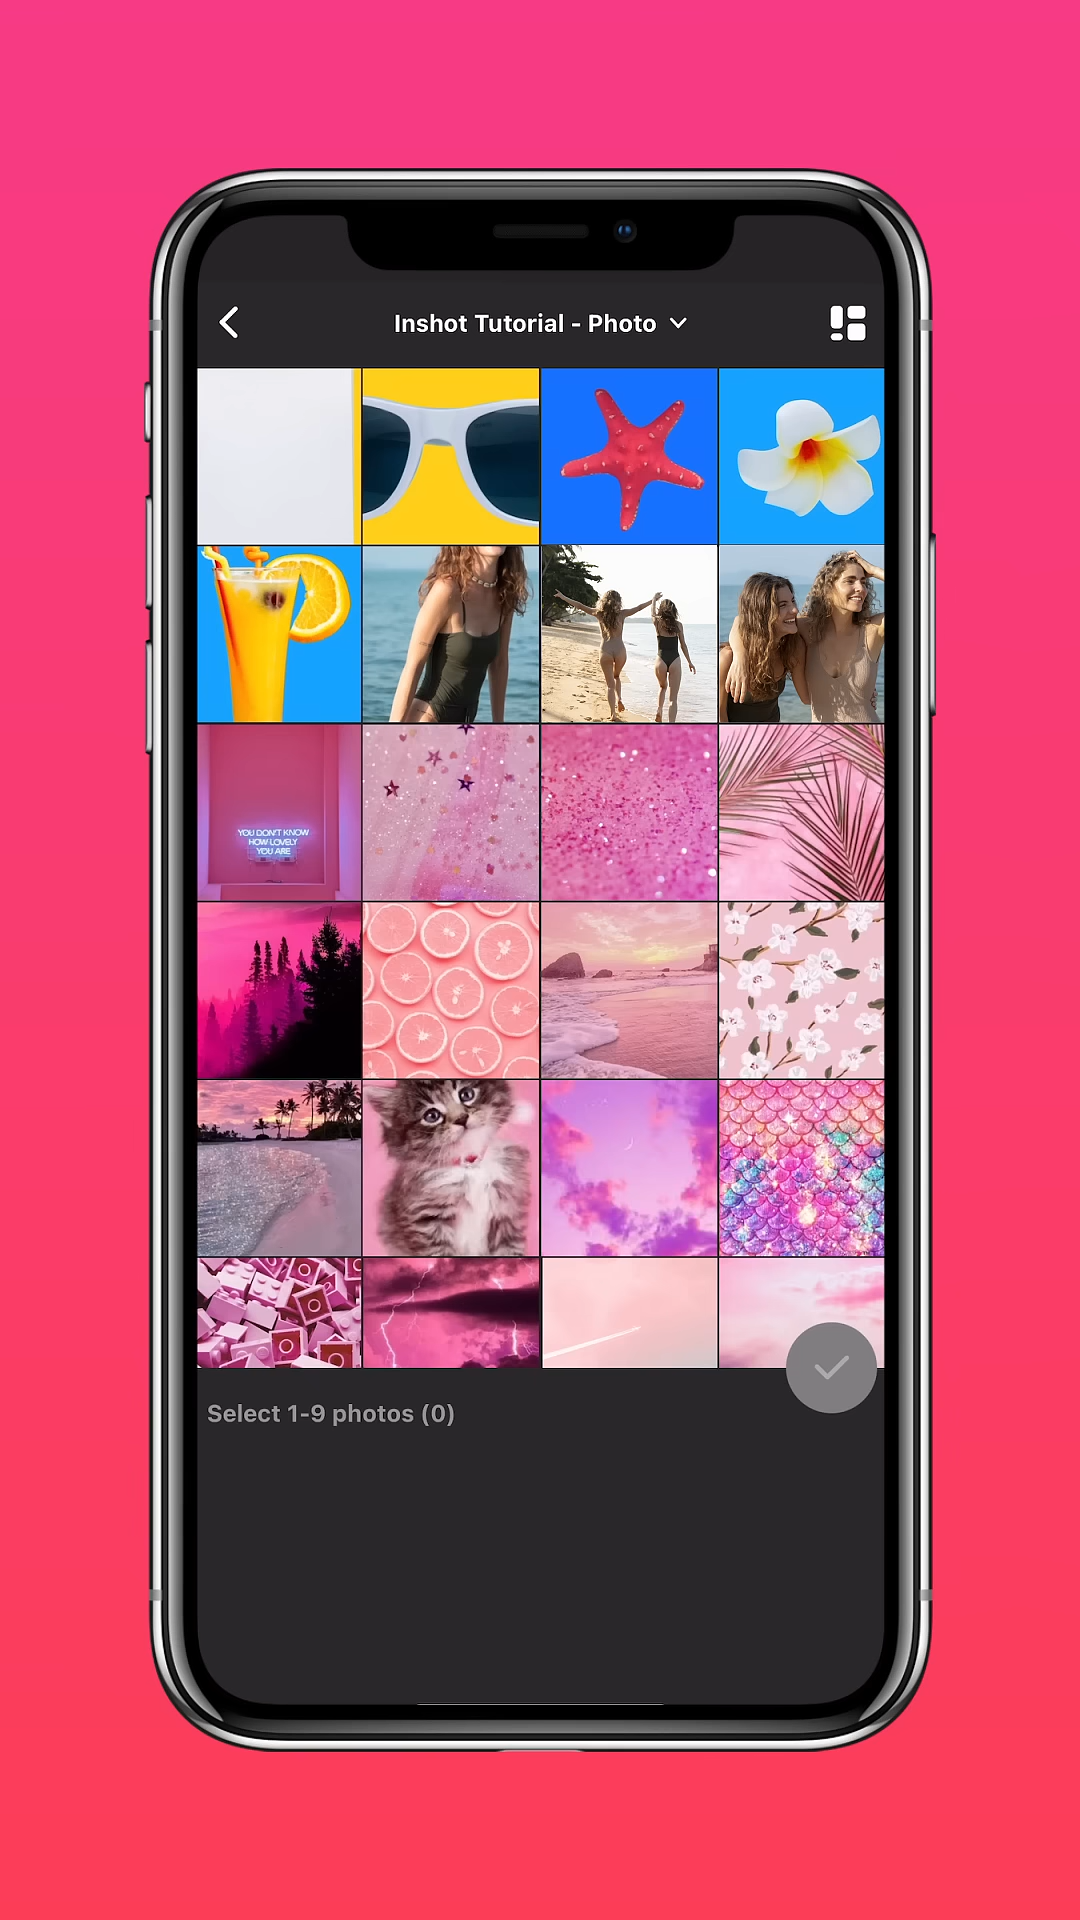 Inshot Tutorial - Photo
YOU DON'T KNOW
HOW LOVELY
YOU ARE
Select 1-9 photos (0)